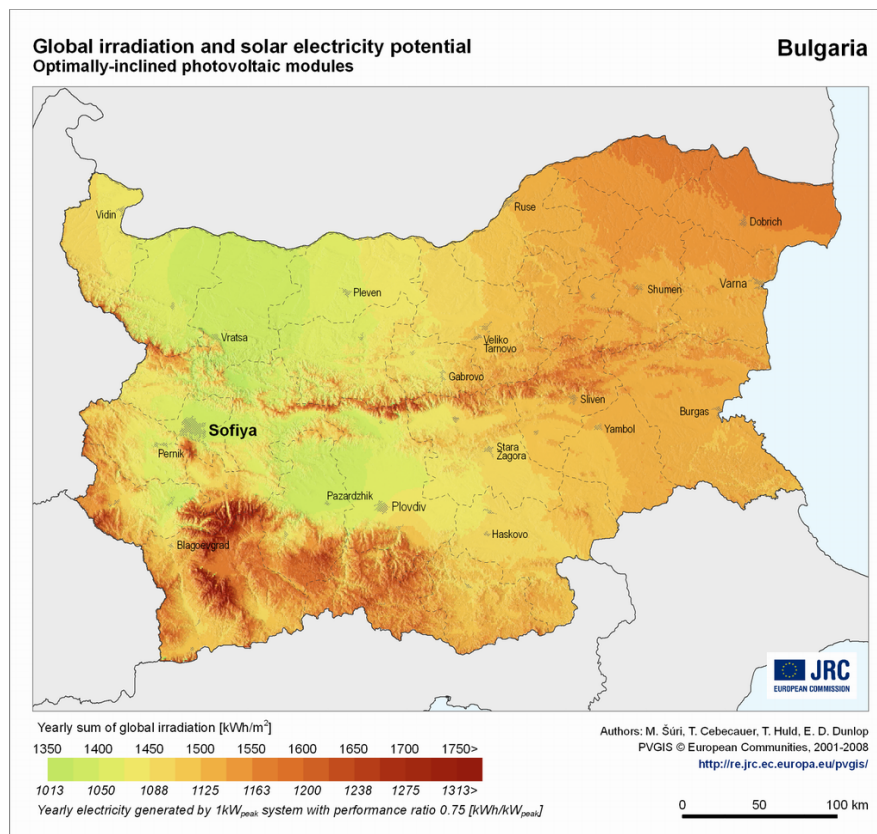 Global irradiation and solar electricity potential
Optimally-inclined photovoltaic modules
Bulgaria
Vidin
Ruse
Dobrich
Pleven
Shumen
Varna
Vratsa
Veliko
Tarnovo
Gabrovo
Sliven
Burgas
Sofiya
Yambol
Pernik
Stara
Zagora
Pazardzhik
Plovdiv
Haskovo
Blagoevgrad
JRC
EUROPEAN COMMISSION
Yearly sum of global irradiation [kWh/m²]
1350 1400 1450 1500 1550 1600 1650 1700 1750>
1013 1050 1088 1125 1163 1200 1238 1275 1313>
Yearly electricity generated by 1kWpeak system with performance ratio 0.75 [kWh/kWpeak]
Authors: M. Šúri, T. Cebecauer, T. Huld, E. D. Dunlop
PVGIS © European Communities, 2001-2008
http://re.jrc.ec.europa.eu/pvgis/
0 50 100 km